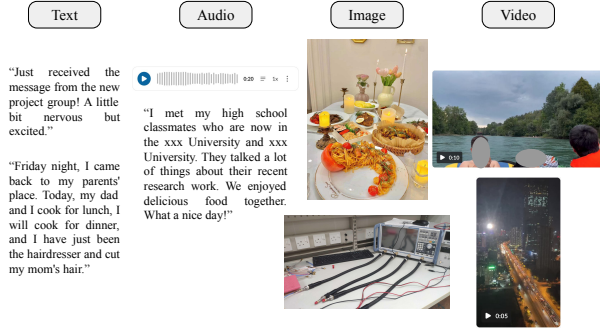 Text
Audio
Image
Video
“Just received the
message from the new
project group! A little
bit nervous but
excited.”
“Friday night, I came
back to my parents'
place. Today, my dad
and I cook for lunch, I
will cook for dinner,
and I have just been
the hairdresser and cut
my mom's hair.”
0:20
1x
“I met my high school
classmates who are now in
the xxx University and xxx
University. They talked a lot
of things about their recent
research work. We enjoyed
delicious food together.
What a nice day!”
0:10
0:05